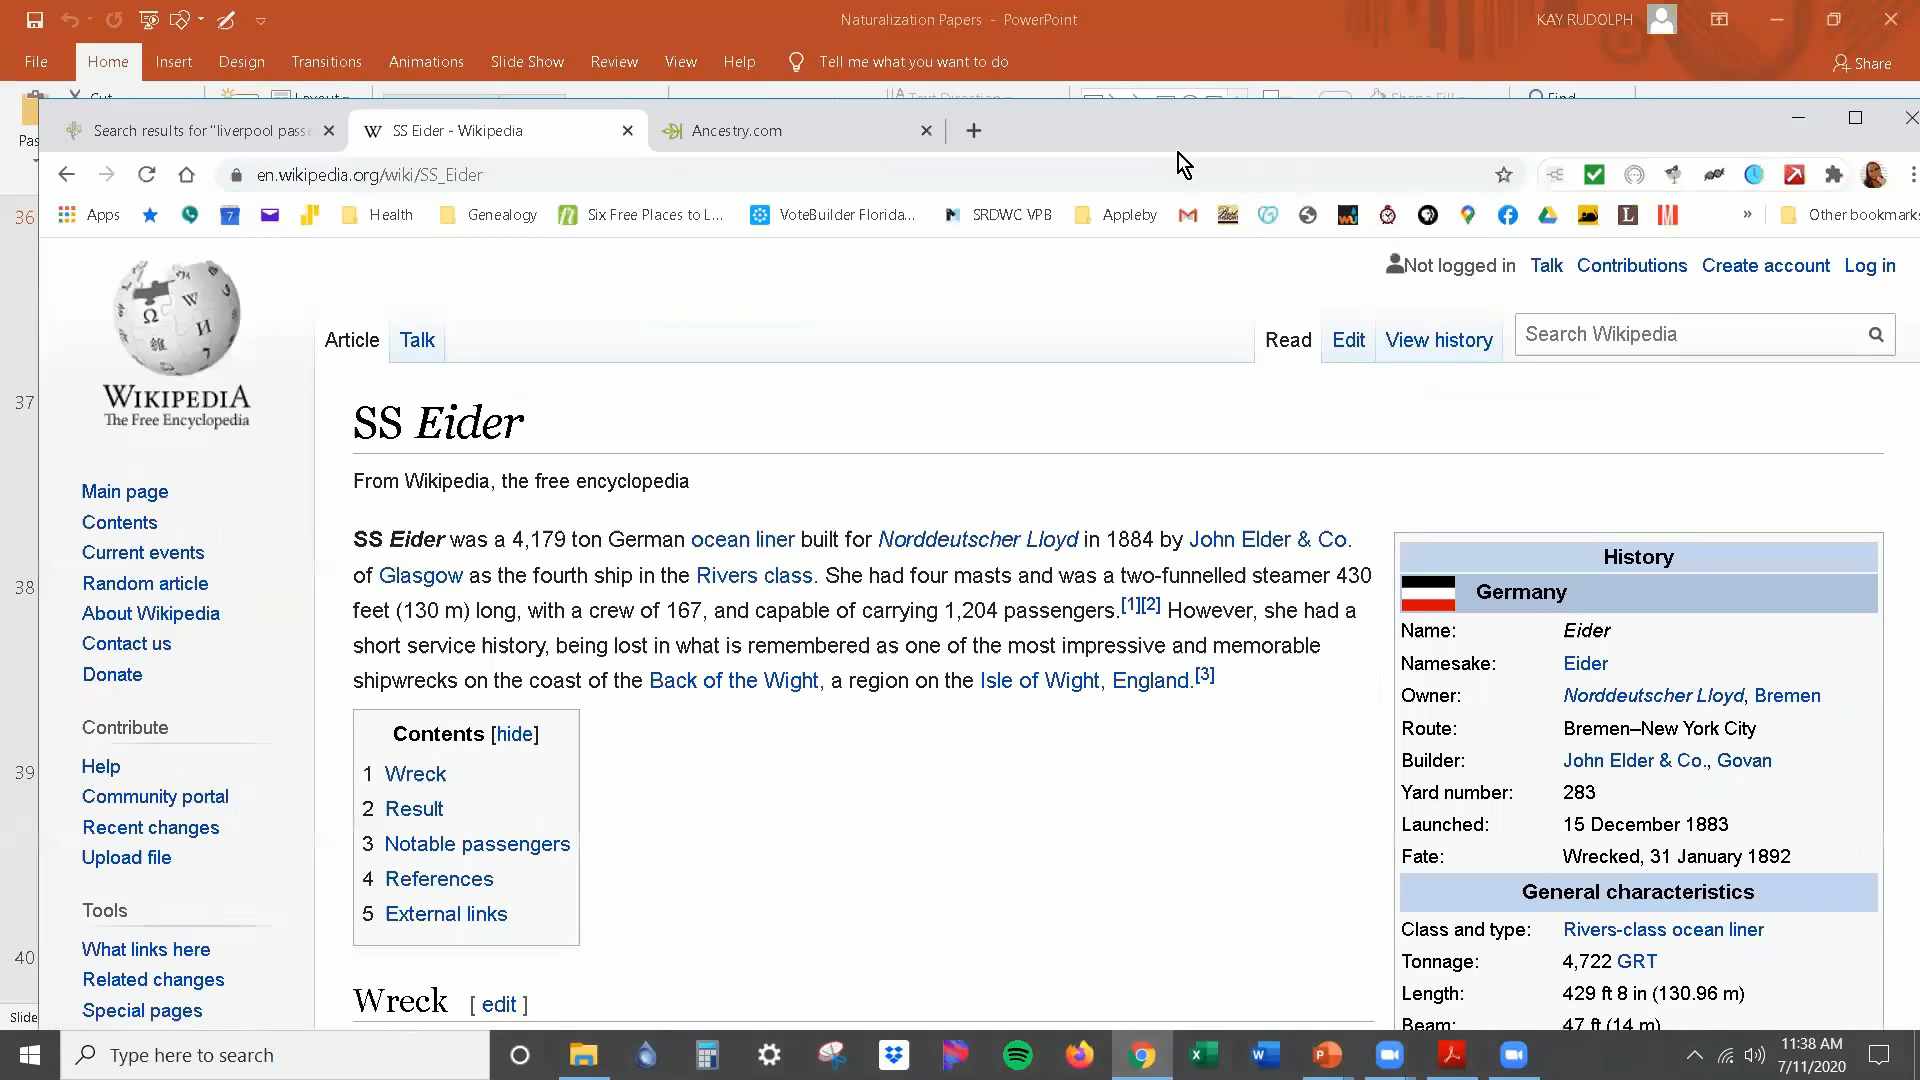 Naturalization Papers - PowerPoint
KAY RUDOLPH
File Home Insert Design Transitions Animations Slide Show Review View Help Tell me what you want to do Share
Search results for "liverpool passe
SS Eider - Wikipedia
Ancestry.com
en.wikipedia.org/wiki/SS_Eider
Apps Health Genealogy Six Free Places to L... VoteBuilder Florida... SRDWC VPB Appleby » Other bookmarks
36
37
38
39
40
Slide
WIKIPEDIA
The Free Encyclopedia
Main page
Contents
Current events
Random article
About Wikipedia
Contact us
Donate
Contribute
Help
Community portal
Recent changes
Upload file
Tools
What links here
Related changes
Special pages
Not logged in Talk Contributions Create account Log in
Article Talk Read Edit View history Search Wikipedia
SS Eider
From Wikipedia, the free encyclopedia
SS Eider was a 4,179 ton German ocean liner built for Norddeutscher Lloyd in 1884 by John Elder & Co.
of Glasgow as the fourth ship in the Rivers class. She had four masts and was a two-funnelled steamer 430
feet (130 m) long, with a crew of 167, and capable of carrying 1,204 passengers.[1][2] However, she had a
short service history, being lost in what is remembered as one of the most impressive and memorable
shipwrecks on the coast of the Back of the Wight, a region on the Isle of Wight, England.[3]
Contents [hide]
1 Wreck
2 Result
3 Notable passengers
4 References
5 External links
Wreck [ edit ]
History
Germany
Name: Eider
Namesake: Eider
Owner: Norddeutscher Lloyd, Bremen
Route: Bremen–New York City
Builder: John Elder & Co., Govan
Yard number: 283
Launched: 15 December 1883
Fate: Wrecked, 31 January 1892
General characteristics
Class and type: Rivers-class ocean liner
Tonnage: 4,722 GRT
Length: 429 ft 8 in (130.96 m)
Beam: 47 ft (14 m)
Type here to search
11:38 AM
7/11/2020